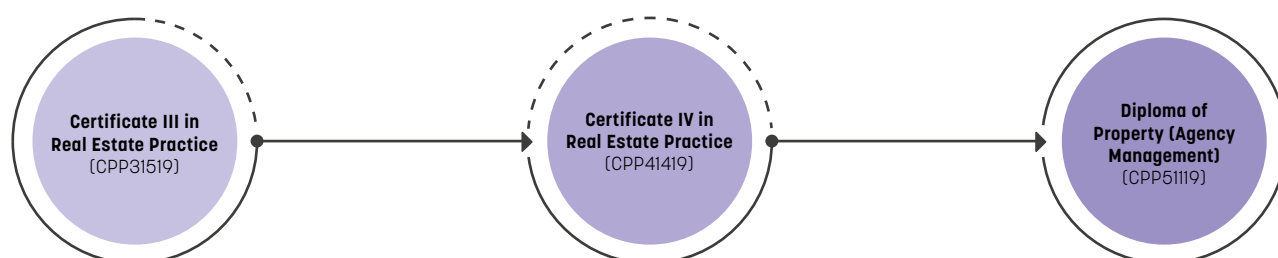 Certificate III in
Real Estate Practice
(CPP31519)
Certificate IV in
Real Estate Practice
(CPP41419)
Diploma of
Property (Agency
Management)
(CPP51119)